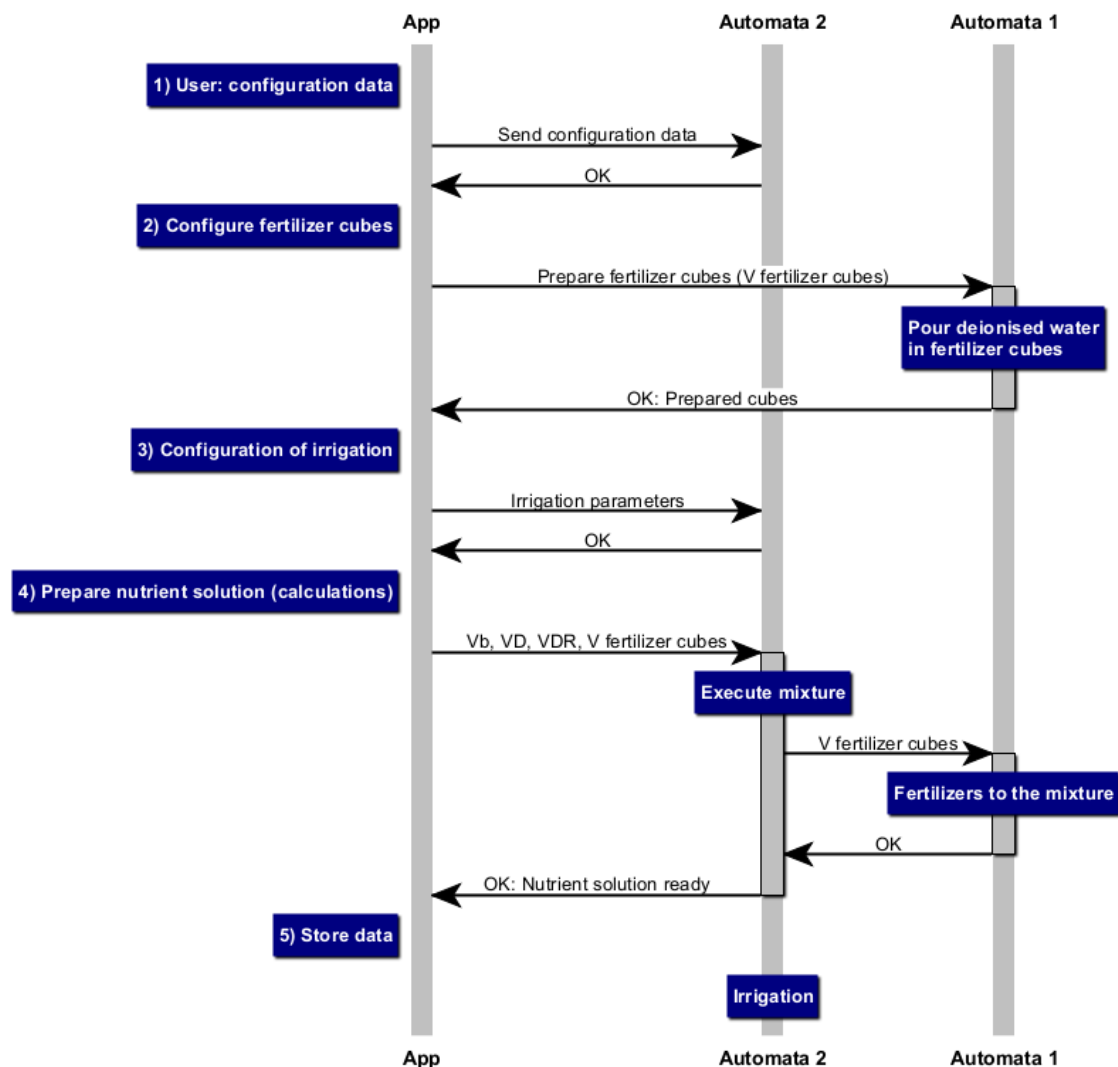 App
Automata 2
Automata 1
1) User: configuration data
Send configuration data
OK
2) Configure fertilizer cubes
Prepare fertilizer cubes (V fertilizer cubes)
Pour deionised water
in fertilizer cubes
OK: Prepared cubes
3) Configuration of irrigation
Irrigation parameters
OK
4) Prepare nutrient solution (calculations)
Vb, VD, VDR, V fertilizer cubes
Execute mixture
V fertilizer cubes
Fertilizers to the mixture
OK
OK: Nutrient solution ready
5) Store data
Irrigation
App
Automata 2
Automata 1